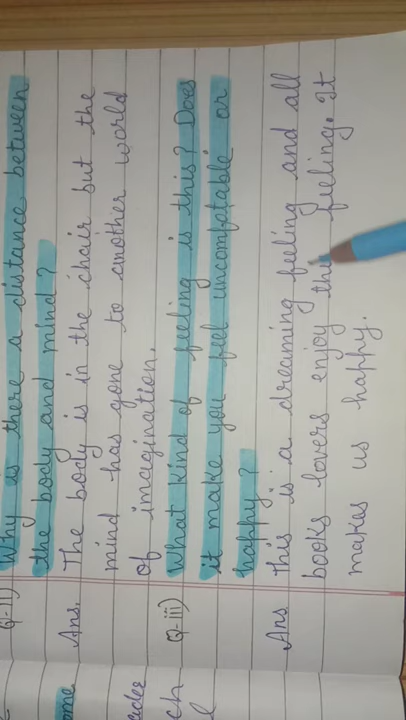 Q-ii) Why is there a distance between
the body and mind?
Ans. The body is in the chair but the
mind has gone to another world
of imagination.
Q-iii) What kind of feeling is this? Does
it make you feel uncomfotable or
happy?
Ans This is a dreaming feeling and all
books lovers enjoy this feeling. It
makes us happy.